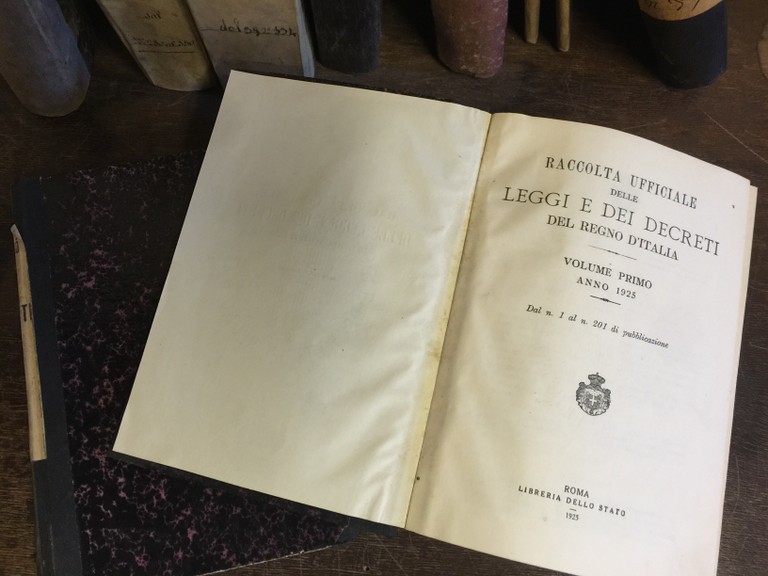 RACCOLTA UFFICIALE
DELLE
LEGGI E DEI DECRETI
DEL REGNO D'ITALIA
VOLUME PRIMO
ANNO 1925
Dal n. 1 al n. 201 di pubblicazione
ROMA
LIBRERIA DELLO STATO
1925